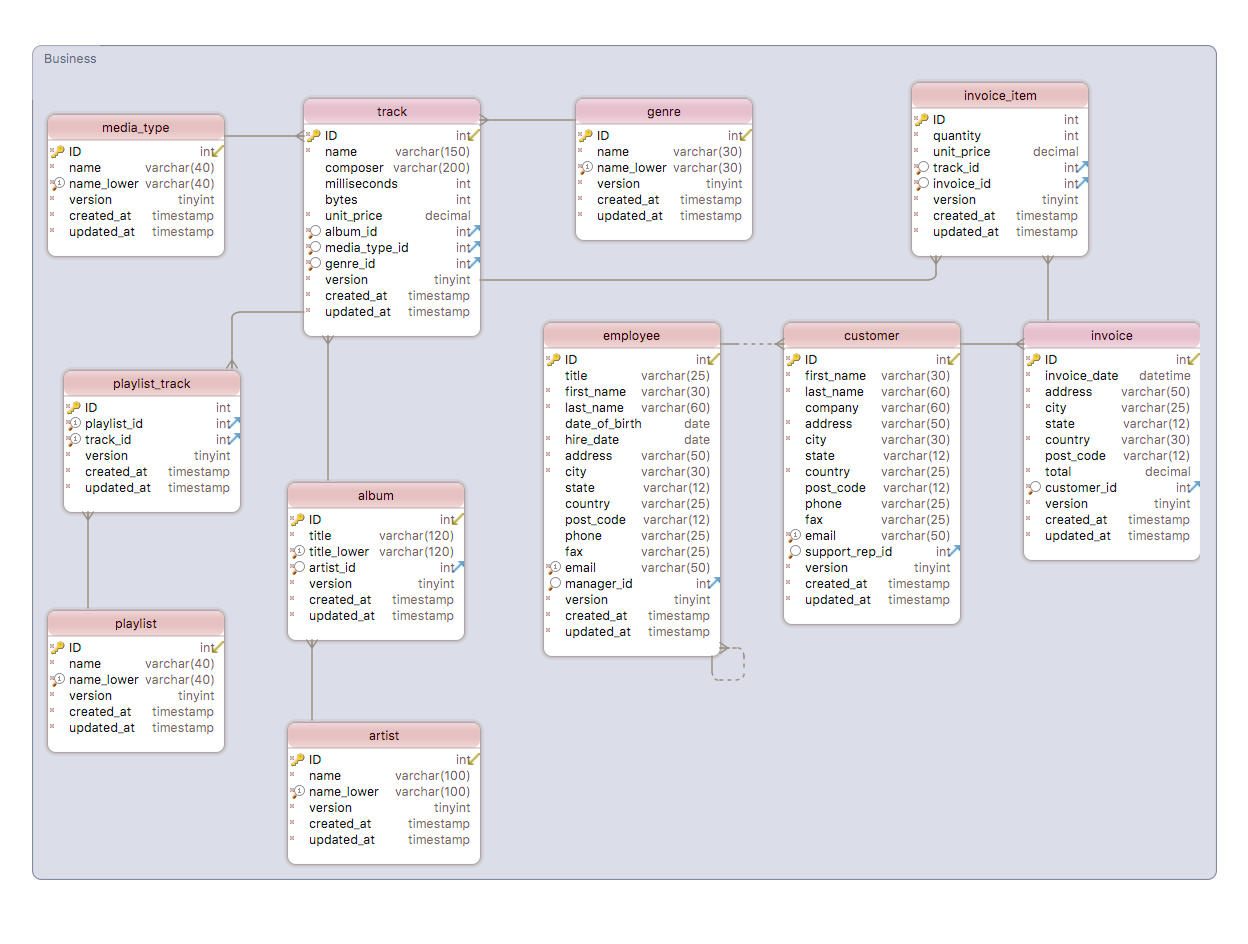 Business
media_type
ID int
name varchar(40)
name_lower varchar(40)
version tinyint
created_at timestamp
updated_at timestamp
track
ID int
name varchar(150)
composer varchar(200)
milliseconds int
bytes int
unit_price decimal
album_id int
media_type_id int
genre_id int
version tinyint
created_at timestamp
updated_at timestamp
genre
ID int
name varchar(30)
name_lower varchar(30)
version tinyint
created_at timestamp
updated_at timestamp
invoice_item
ID int
quantity int
unit_price decimal
track_id int
invoice_id int
version tinyint
created_at timestamp
updated_at timestamp
playlist_track
ID int
playlist_id int
track_id int
version tinyint
created_at timestamp
updated_at timestamp
employee
ID int
title varchar(25)
first_name varchar(30)
last_name varchar(60)
date_of_birth date
hire_date date
address varchar(50)
city varchar(30)
state varchar(12)
country varchar(25)
post_code varchar(12)
phone varchar(25)
fax varchar(25)
email varchar(50)
manager_id int
version tinyint
created_at timestamp
updated_at timestamp
customer
ID int
first_name varchar(30)
last_name varchar(60)
company varchar(60)
address varchar(50)
city varchar(30)
state varchar(12)
country varchar(25)
post_code varchar(12)
phone varchar(25)
fax varchar(25)
email varchar(50)
support_rep_id int
version tinyint
created_at timestamp
updated_at timestamp
invoice
ID int
invoice_date datetime
address varchar(50)
city varchar(25)
state varchar(12)
country varchar(30)
post_code varchar(12)
total decimal
customer_id int
version tinyint
created_at timestamp
updated_at timestamp
album
ID int
title varchar(120)
title_lower varchar(120)
artist_id int
version tinyint
created_at timestamp
updated_at timestamp
playlist
ID int
name varchar(40)
name_lower varchar(40)
version tinyint
created_at timestamp
updated_at timestamp
artist
ID int
name varchar(100)
name_lower varchar(100)
version tinyint
created_at timestamp
updated_at timestamp